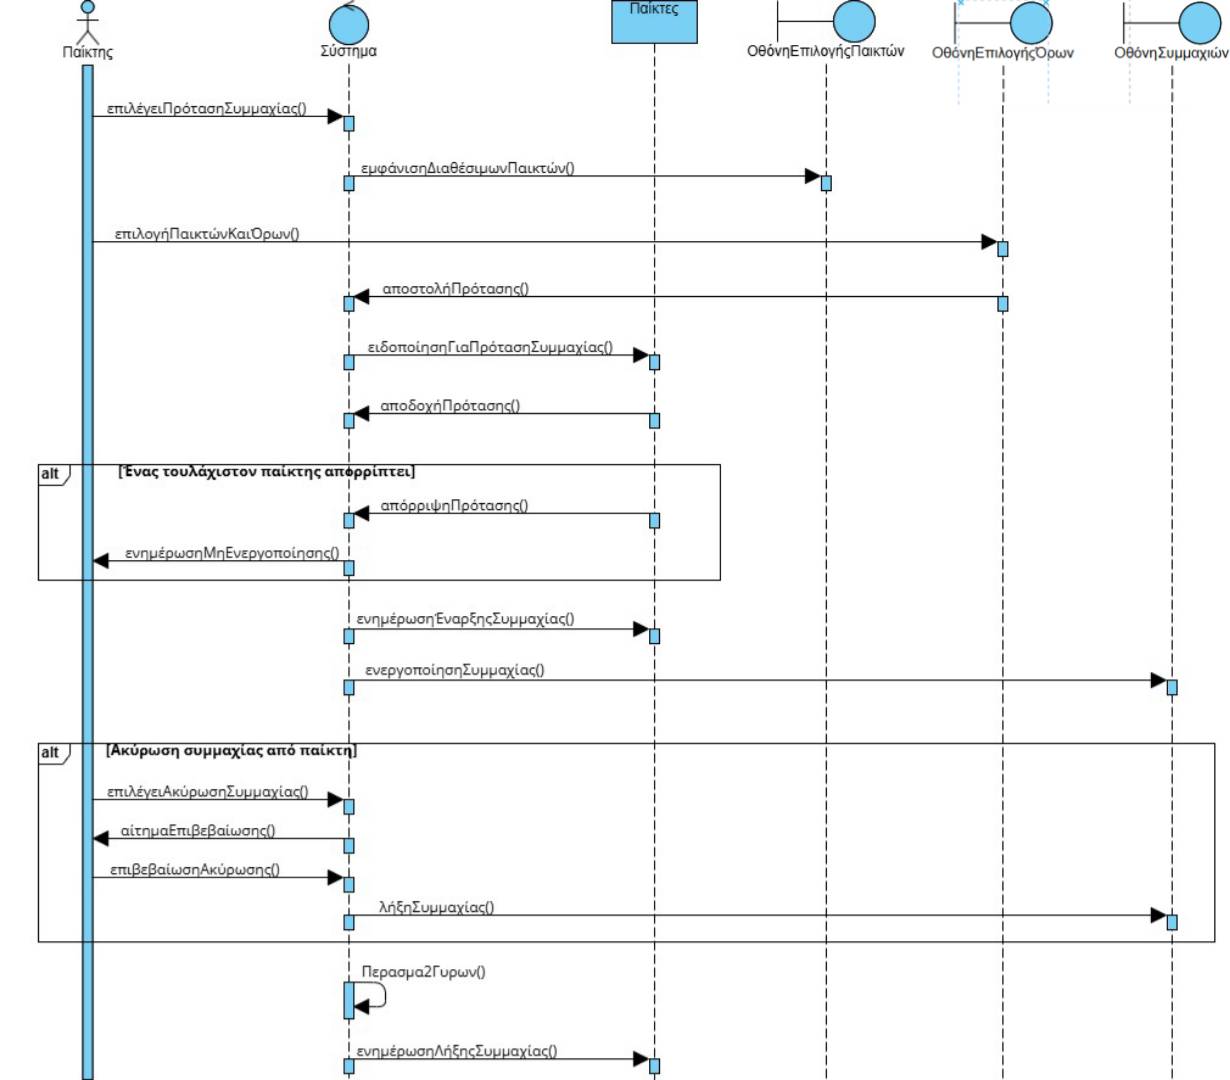 Παίκτης
Σύστημα
Παίκτες
ΟθόνηΕπιλογήςΠαικτών
ΟθόνηΕπιλογήςΌρων
ΟθόνηΣυμμαχιών
επιλέγειΠρότασηΣυμμαχίας()
εμφάνισηΔιαθέσιμωνΠαικτών()
επιλογήΠαικτώνΚαιΌρων()
αποστολήΠρότασης()
ειδοποίησηΓιαΠρότασηΣυμμαχίας()
αποδοχήΠρότασης()
alt [Ένας τουλάχιστον παίκτης απορρίπτει]
απόρριψηΠρότασης()
ενημέρωσηΜηΕνεργοποίησης()
ενημέρωσηΈναρξηςΣυμμαχίας()
ενεργοποίησηΣυμμαχίας()
alt [Ακύρωση συμμαχίας από παίκτη]
επιλέγειΑκύρωσηΣυμμαχίας()
αίτημαΕπιβεβαίωσης()
επιβεβαίωσηΑκύρωσης()
λήξηΣυμμαχίας()
Περασμα2Γυρων()
ενημέρωσηΛήξηςΣυμμαχίας()